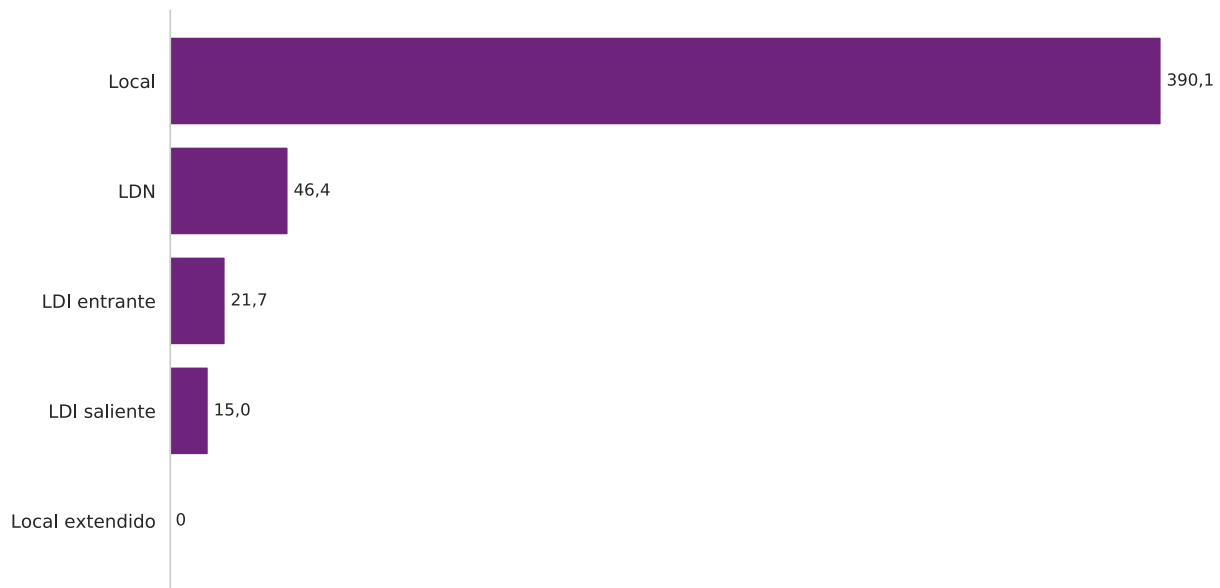 Local 390,1
LDN 46,4
LDI entrante 21,7
LDI saliente 15,0
Local extendido 0